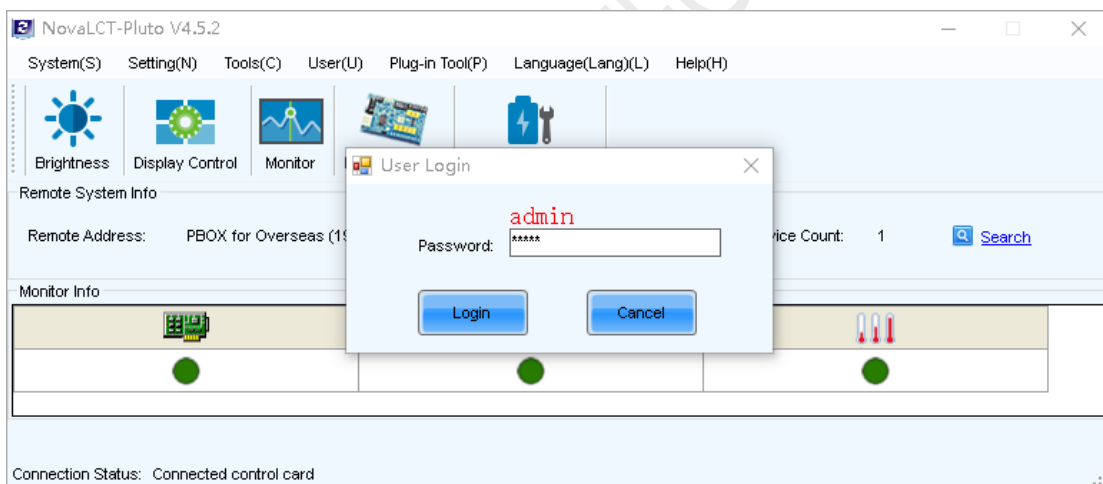 NovaLCT-Pluto V4.5.2
System(S) Setting(N) Tools(C) User(U) Plug-in Tool(P) Language(Lang)(L) Help(H)
Brightness Display Control Monitor
User Login
Remote System Info
admin
Remote Address: PBOX for Overseas (19
Password: *****
Count: 1 Search
Monitor Info
Login Cancel
Connection Status: Connected control card